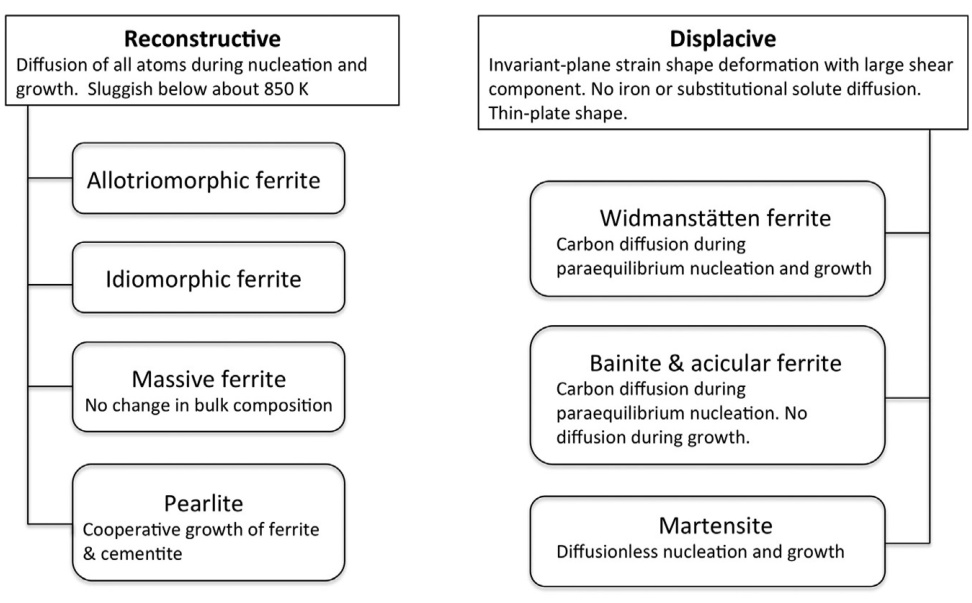 Reconstructive
Diffusion of all atoms during nucleation and
growth. Sluggish below about 850 K
Allotriomorphic ferrite
Idiomorphic ferrite
Massive ferrite
No change in bulk composition
Pearlite
Cooperative growth of ferrite
& cementite
Displacive
Invariant-plane strain shape deformation with large shear
component. No iron or substitutional solute diffusion.
Thin-plate shape.
Widmanstätten ferrite
Carbon diffusion during
paraequilibrium nucleation and growth
Bainite & acicular ferrite
Carbon diffusion during
paraequilibrium nucleation. No
diffusion during growth.
Martensite
Diffusionless nucleation and growth